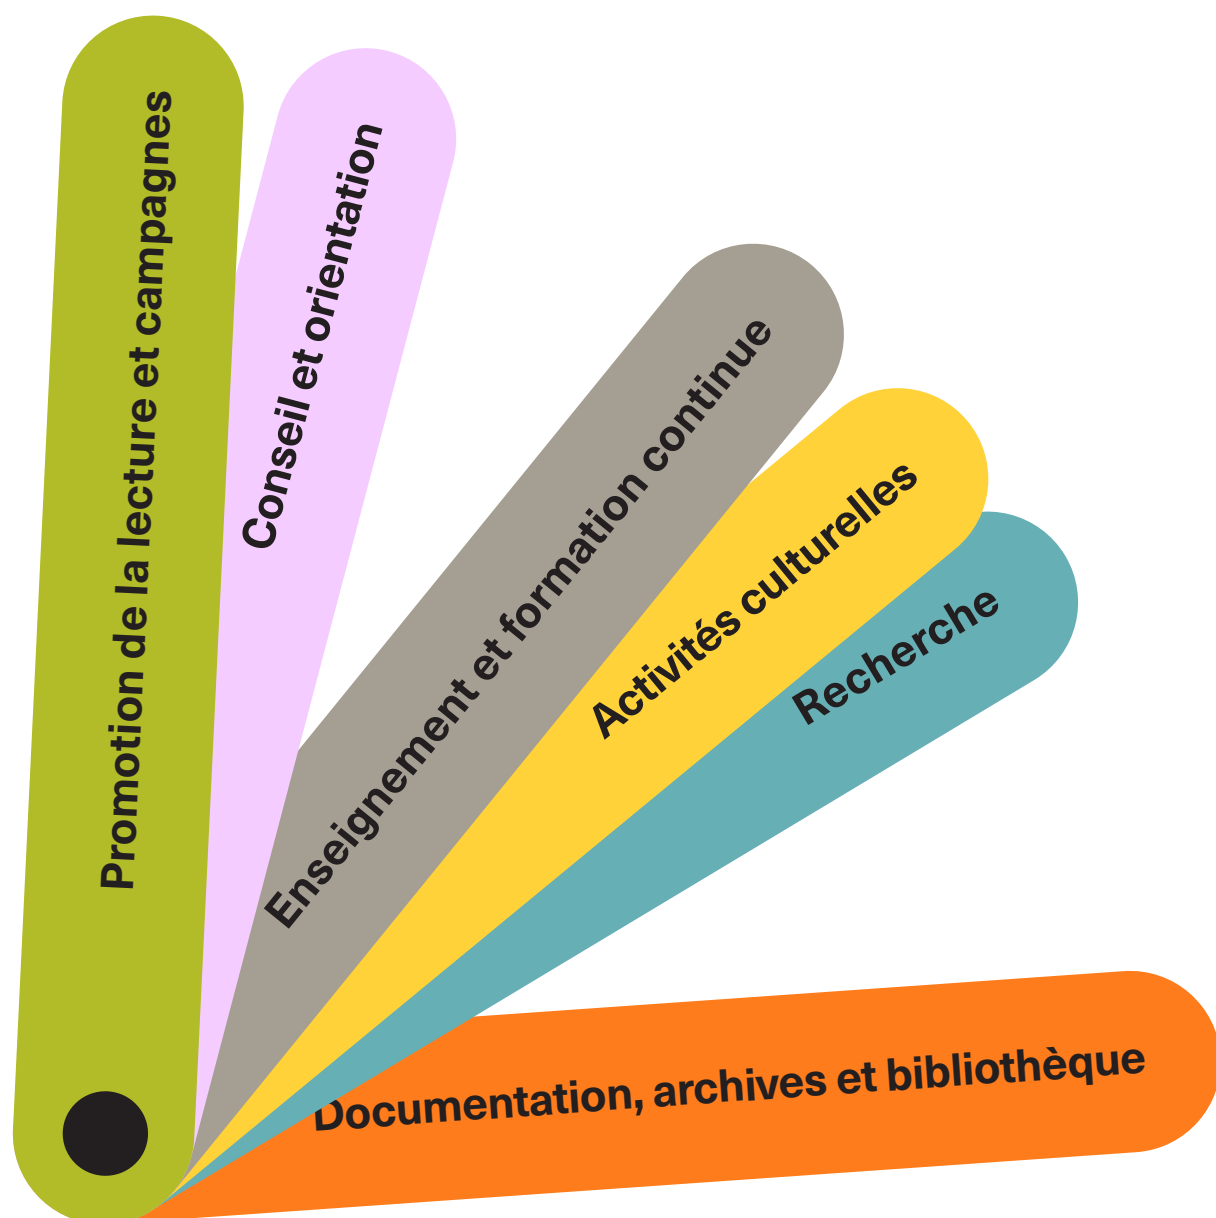 Promotion de la lecture et campagnes
Conseil et orientation
Enseignement et formation continue
Activités culturelles
Recherche
Documentation, archives et bibliothèque